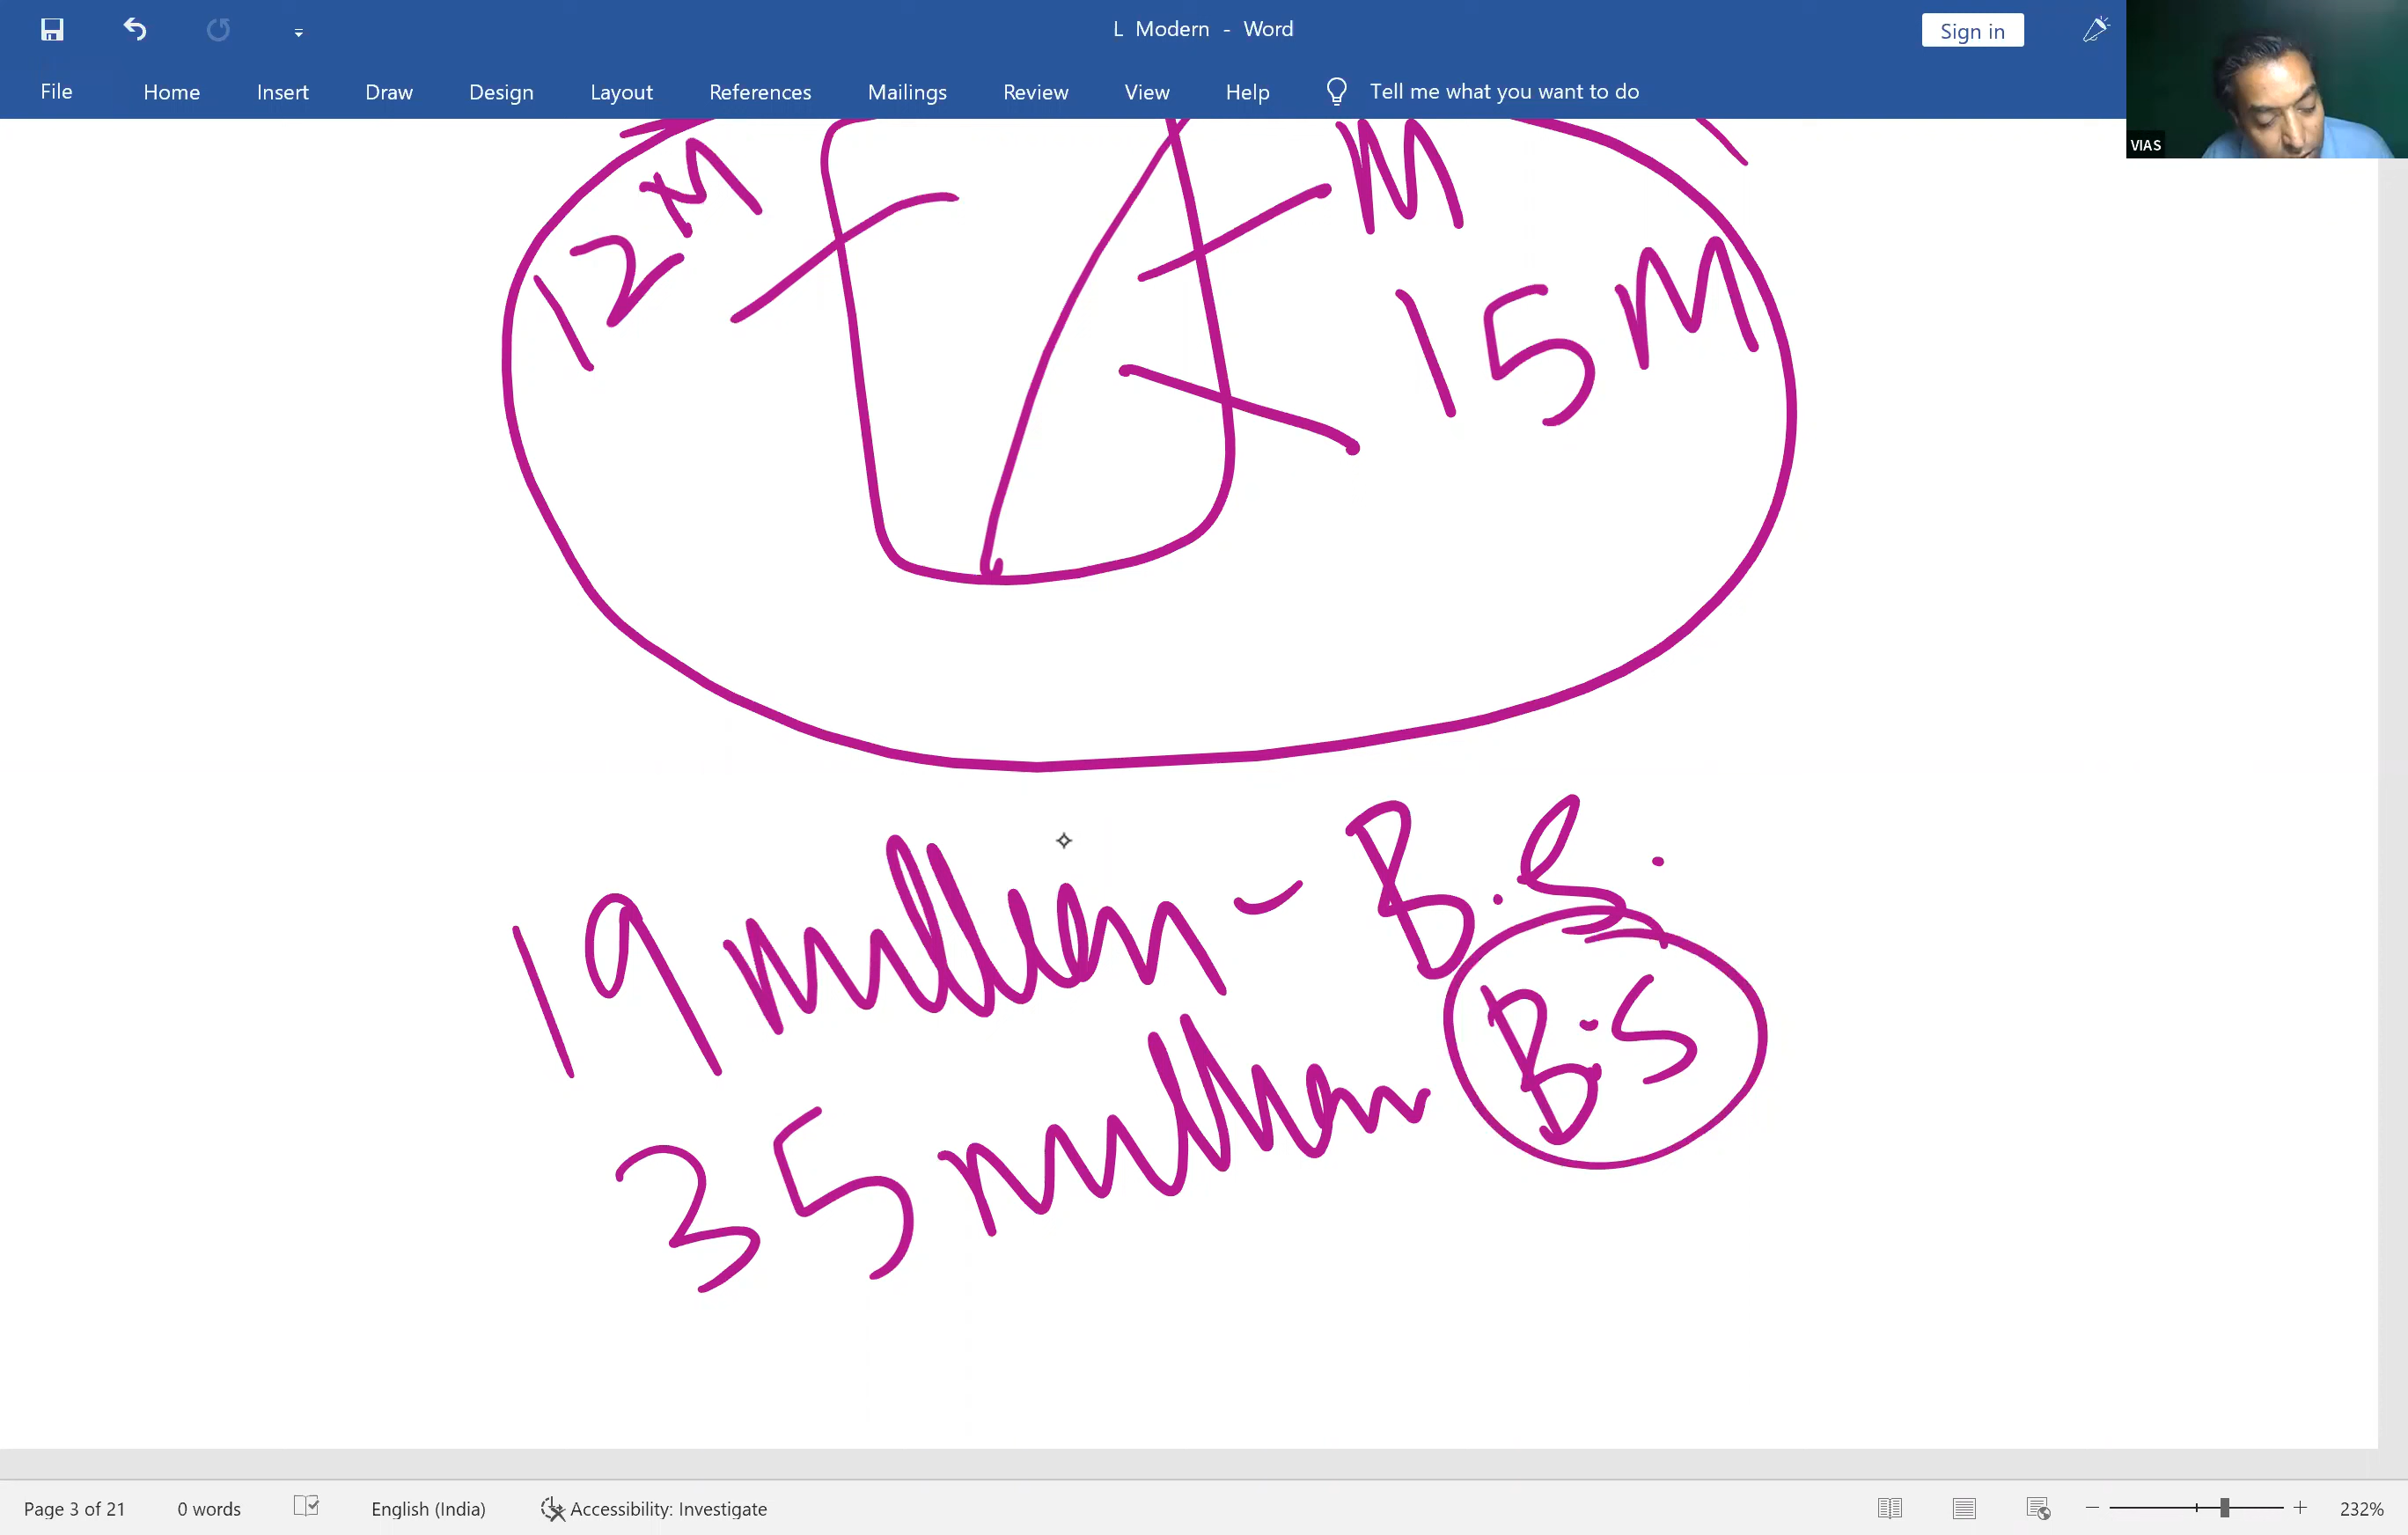 L Modern - Word
Sign in
File Home Insert Draw Design Layout References Mailings Review View Help Tell me what you want to do
VIAS
12 M
M
15 M
19 million - B.S.
35 million B.S
Page 3 of 21 0 words English (India) Accessibility: Investigate 232%